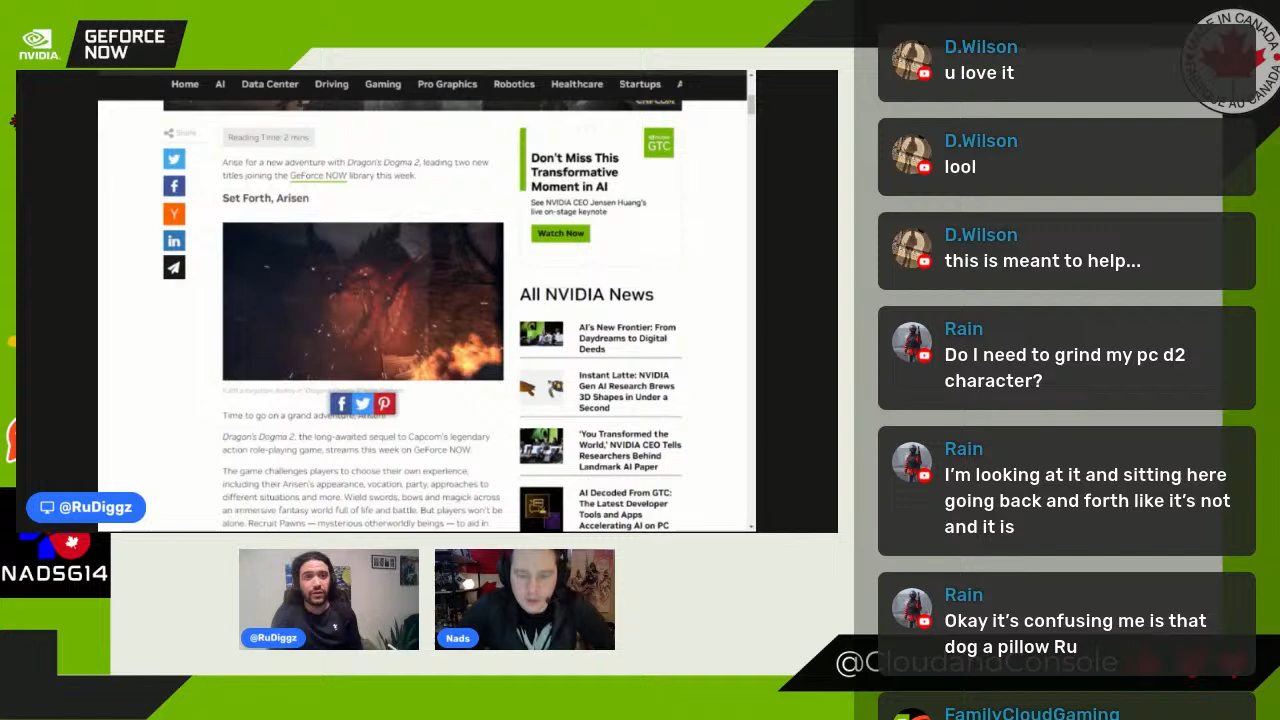 NVIDIA
GEFORCE
NOW
Home AI Data Center Driving Gaming Pro Graphics Robotics Healthcare Startups
CAPCOM
Share
Reading Time: 2 mins
Arise for a new adventure with Dragon's Dogma 2, leading two new
titles joining the GeForce NOW library this week.
Set Forth, Arisen
Time to go on a grand adventure, Arisen!
Dragon's Dogma 2, the long-awaited sequel to Capcom's legendary
action role-playing game, streams this week on GeForce NOW.
The game challenges players to choose their own experience,
including their Arisen's appearance, vocation, party, approaches to
different situations and more. Wield swords, bows and magick across
an immersive fantasy world full of life and battle. But players won't be
alone. Recruit Pawns — mysterious otherworldly beings — to aid in
GTC
Don't Miss This
Transformative
Moment in AI
See NVIDIA CEO Jensen Huang's
live on-stage keynote
Watch Now
All NVIDIA News
AI's New Frontier: From
Daydreams to Digital
Deeds
Instant Latte: NVIDIA
Gen AI Research Brews
3D Shapes in Under a
Second
'You Transformed the
World,' NVIDIA CEO Tells
Researchers Behind
Landmark AI Paper
AI Decoded From GTC:
The Latest Developer
Tools and Apps
Accelerating AI on PC
@RuDiggz
NADSG14
@RuDiggz
Nads
@CloudandConsole
D.Wilson
u love it
D.Wilson
lool
D.Wilson
this is meant to help...
Rain
Do I need to grind my pc d2
character?
Rain
I'm looking at it and sitting here
going back and forth like it's not
and it is
Rain
Okay it's confusing me is that
dog a pillow Ru
FamilyCloudGaming